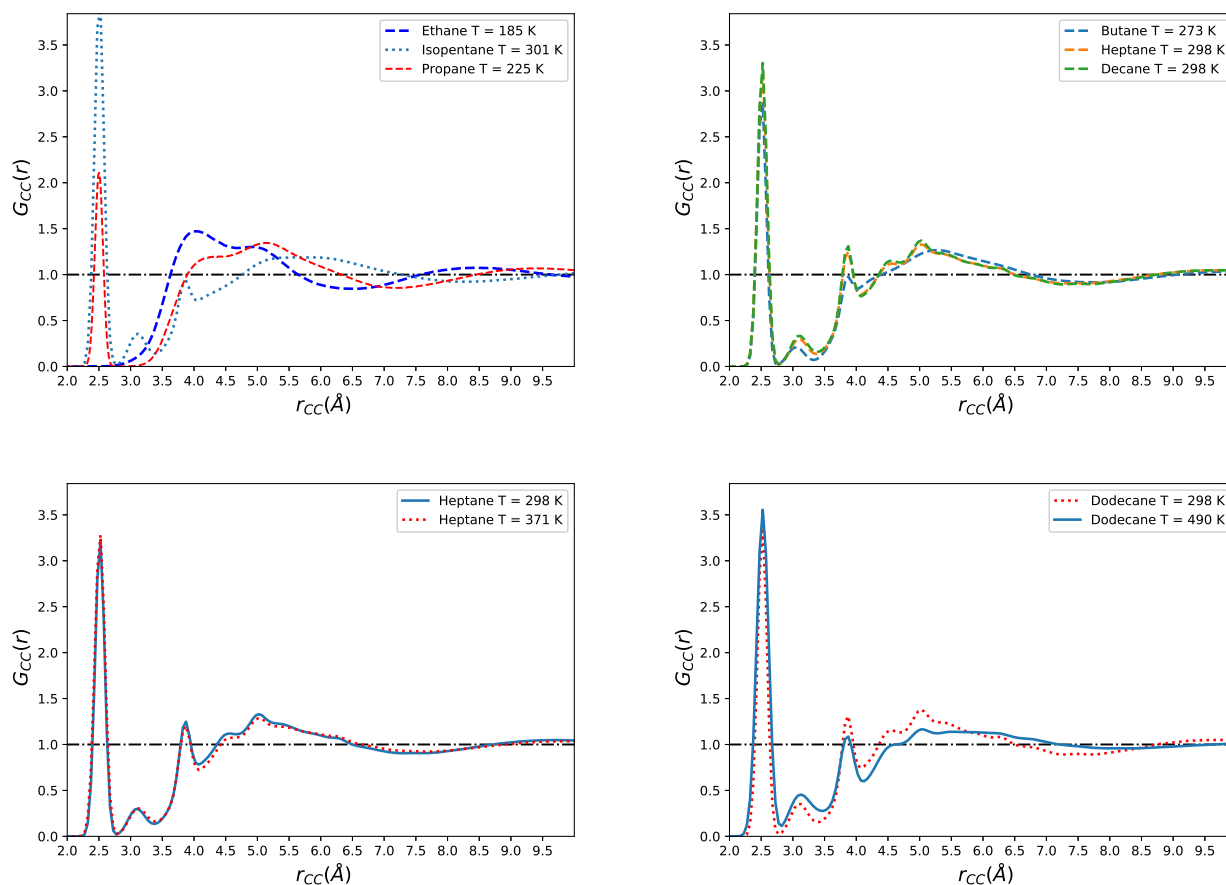 Ethane T = 185 K
Isopentane T = 301 K
Propane T = 225 K
G_CC(r)
3.5
3.0
2.5
2.0
1.5
1.0
0.5
0.0
2.0 2.5 3.0 3.5 4.0 4.5 5.0 5.5 6.0 6.5 7.0 7.5 8.0 8.5 9.0 9.5
r_CC(Å)
Butane T = 273 K
Heptane T = 298 K
Decane T = 298 K
G_CC(r)
3.5
3.0
2.5
2.0
1.5
1.0
0.5
0.0
2.0 2.5 3.0 3.5 4.0 4.5 5.0 5.5 6.0 6.5 7.0 7.5 8.0 8.5 9.0 9.5
r_CC(Å)
Heptane T = 298 K
Heptane T = 371 K
G_CC(r)
3.5
3.0
2.5
2.0
1.5
1.0
0.5
0.0
2.0 2.5 3.0 3.5 4.0 4.5 5.0 5.5 6.0 6.5 7.0 7.5 8.0 8.5 9.0 9.5
r_CC(Å)
Dodecane T = 298 K
Dodecane T = 490 K
G_CC(r)
3.5
3.0
2.5
2.0
1.5
1.0
0.5
0.0
2.0 2.5 3.0 3.5 4.0 4.5 5.0 5.5 6.0 6.5 7.0 7.5 8.0 8.5 9.0 9.5
r_CC(Å)